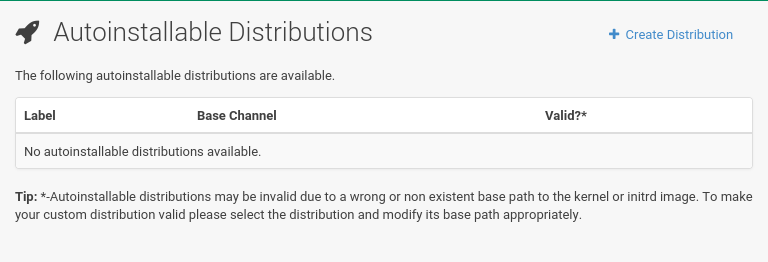 Autoinstallable Distributions
Create Distribution
The following autoinstallable distributions are available.
Label Base Channel Valid?*
No autoinstallable distributions available.
Tip: *-Autoinstallable distributions may be invalid due to a wrong or non existent base path to the kernel or initrd image. To make
your custom distribution valid please select the distribution and modify its base path appropriately.